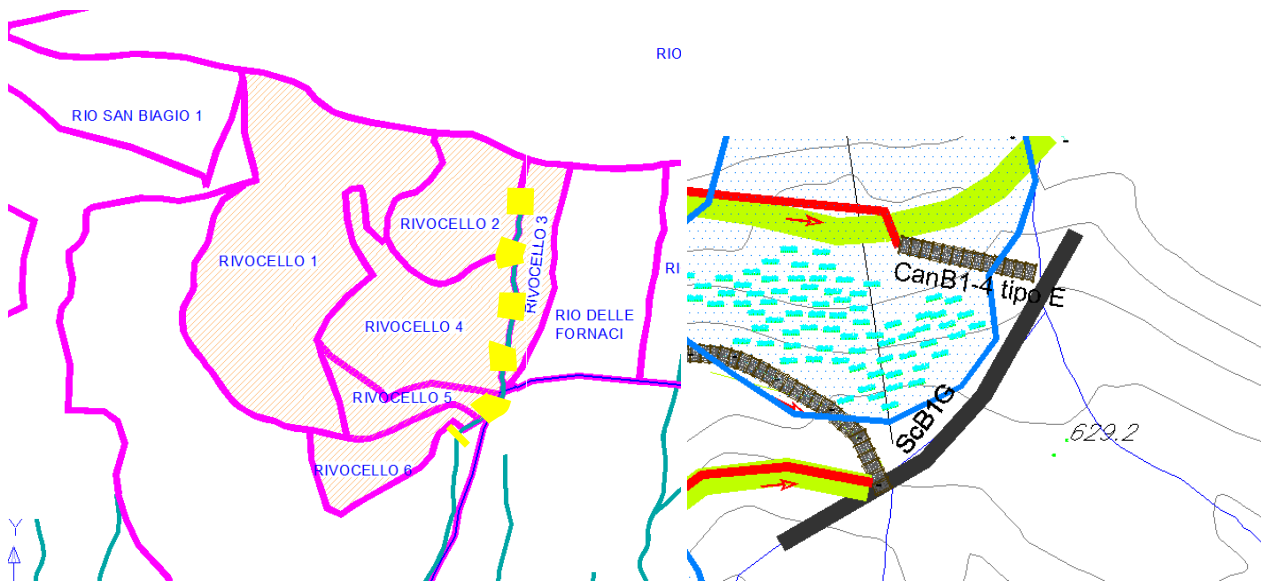 RIO
RIO SAN BIAGIO 1
RIVOCELLO 2
RIVOCELLO 3
RIVOCELLO 1
RI
RIO DELLE
FORNACI
RIVOCELLO 4
RIVOCELLO 5
RIVOCELLO 6
Y
CanB1-4 tipo E
ScB1G
629.2